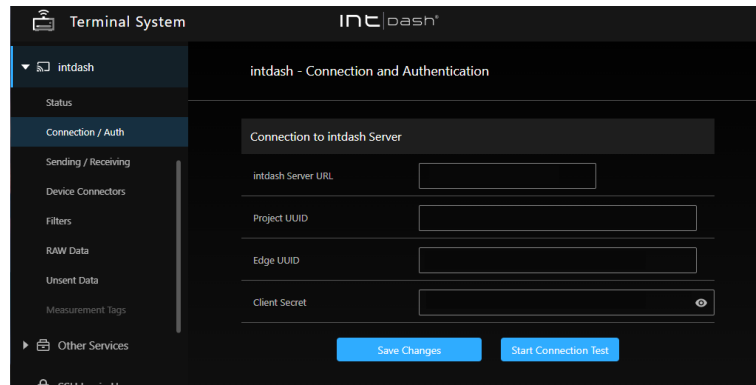 Terminal System
intdash
intdash
intdash - Connection and Authentication
Status
Connection / Auth
Connection to intdash Server
Sending / Receiving
intdash Server URL
Device Connectors
Filters
Project UUID
RAW Data
Edge UUID
Unsent Data
Client Secret
Measurement Tags
Other Services
Save Changes
Start Connection Test